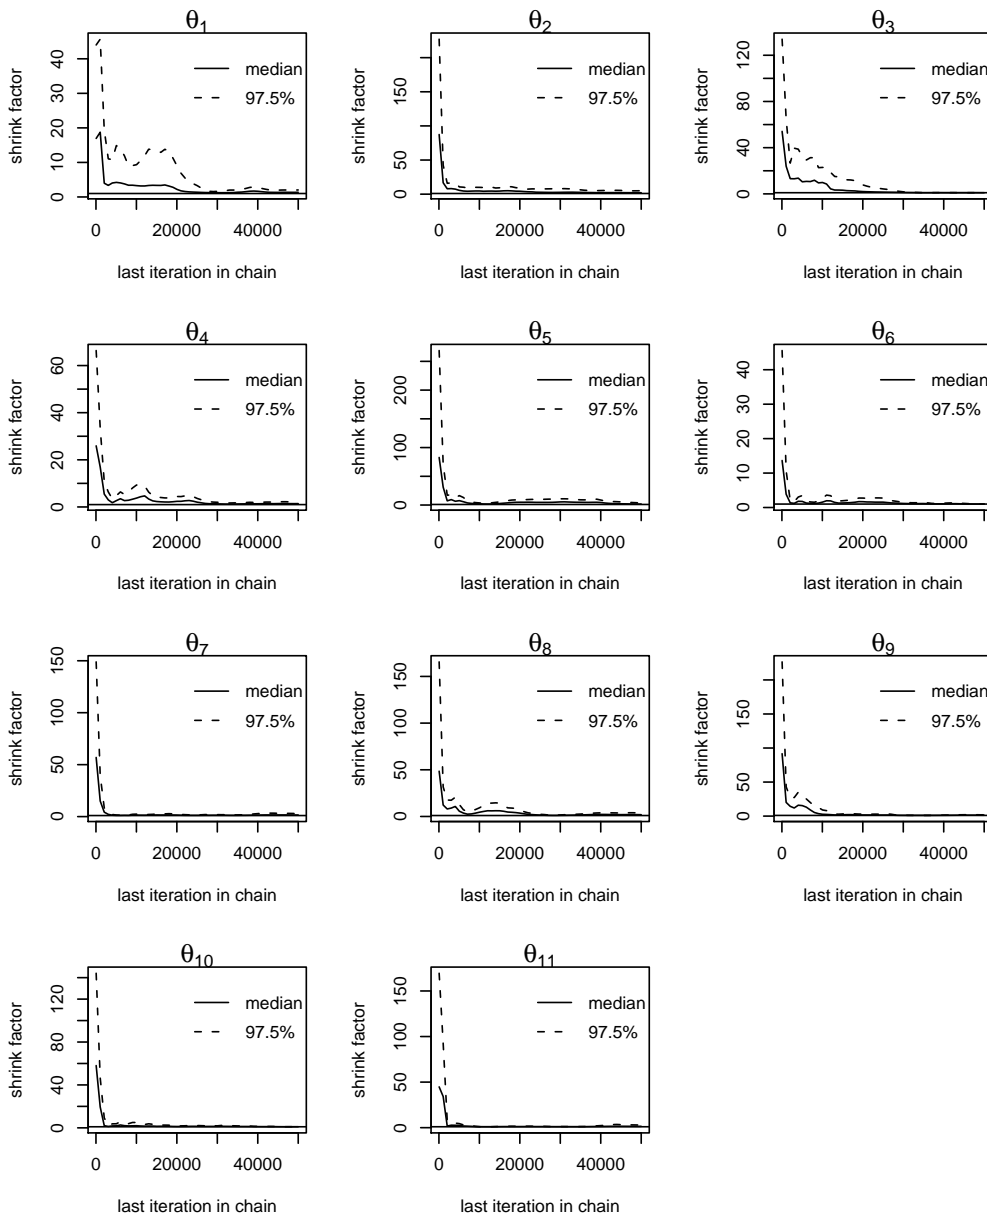 θ1
shrink factor
0 10 20 30 40
median
97.5%
0 20000 40000
last iteration in chain
θ2
shrink factor
0 50 150
median
97.5%
0 20000 40000
last iteration in chain
θ3
shrink factor
0 40 80 120
median
97.5%
0 20000 40000
last iteration in chain
θ4
shrink factor
0 20 40 60
median
97.5%
0 20000 40000
last iteration in chain
θ5
shrink factor
0 100 200
median
97.5%
0 20000 40000
last iteration in chain
θ6
shrink factor
0 10 20 30 40
median
97.5%
0 20000 40000
last iteration in chain
θ7
shrink factor
0 50 100 150
median
97.5%
0 20000 40000
last iteration in chain
θ8
shrink factor
0 50 100 150
median
97.5%
0 20000 40000
last iteration in chain
θ9
shrink factor
0 50 150
median
97.5%
0 20000 40000
last iteration in chain
θ10
shrink factor
0 40 80 120
median
97.5%
0 20000 40000
last iteration in chain
θ11
shrink factor
0 50 100 150
median
97.5%
0 20000 40000
last iteration in chain